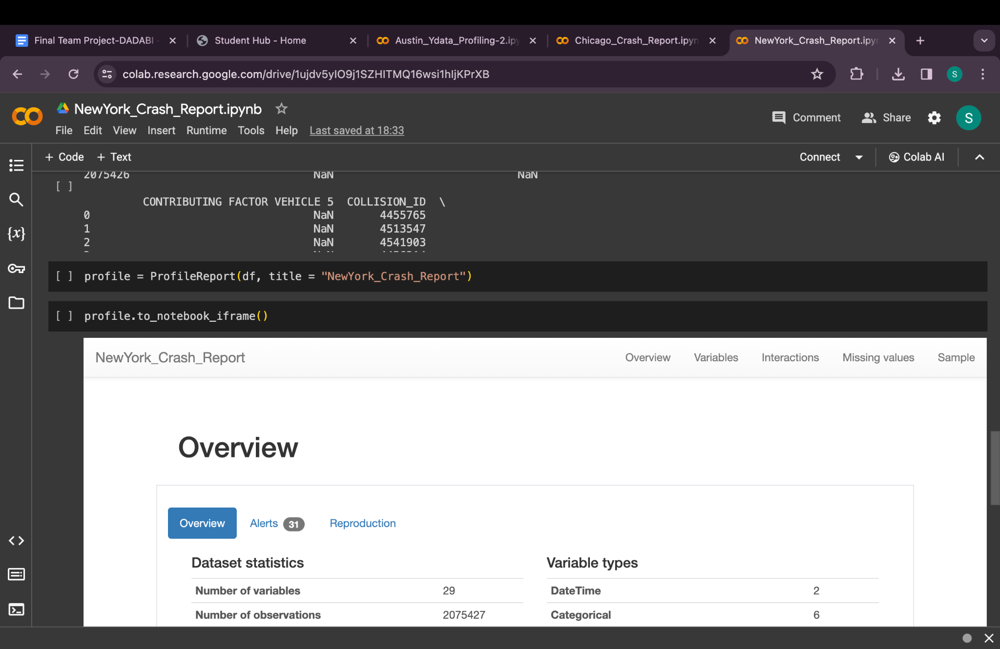 Final Team Project-DADABI
Student Hub - Home
Austin_Ydata_Profiling-2.ipy
Chicago_Crash_Report.ipyn
NewYork_Crash_Report.ipyn
colab.research.google.com/drive/1ujdv5yIO9j1SZHITMQ16wsi1hIjKPrXB
S
NewYork_Crash_Report.ipynb
File Edit View Insert Runtime Tools Help Last saved at 18:33
Comment Share S
+ Code + Text
Connect Colab AI
2075426 NaN NaN
[ ]
CONTRIBUTING FACTOR VEHICLE 5 COLLISION_ID \
0 NaN 4455765
1 NaN 4513547
2 NaN 4541903
[ ] profile = ProfileReport(df, title = "NewYork_Crash_Report")
[ ] profile.to_notebook_iframe()
NewYork_Crash_Report Overview Variables Interactions Missing values Sample
Overview
Overview Alerts 31 Reproduction
Dataset statistics
Number of variables 29
Number of observations 2075427
Variable types
DateTime 2
Categorical 6